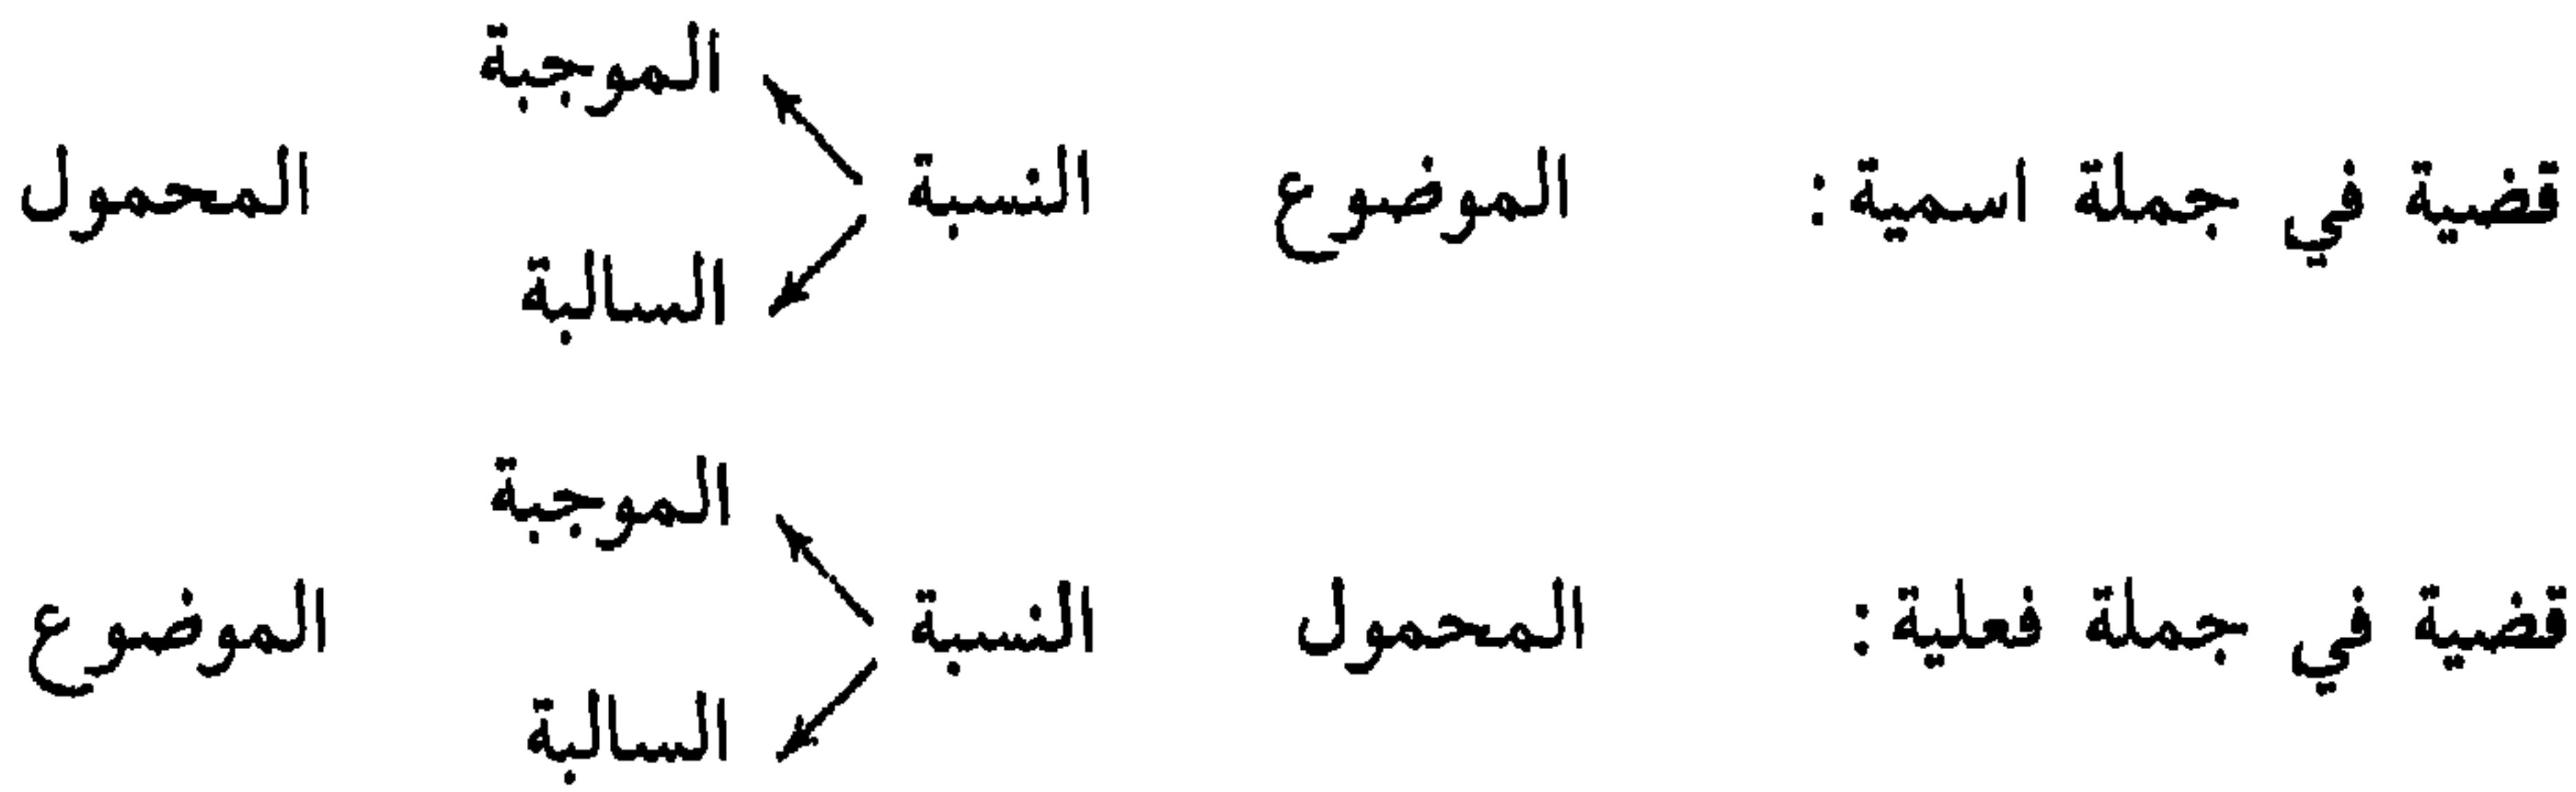 الموجبة
قضية في جملة اسمية: الموضوع النسبة المحمول
السالبة
الموجبة
قضية في جملة فعلية: المحمول النسبة الموضوع
السالبة